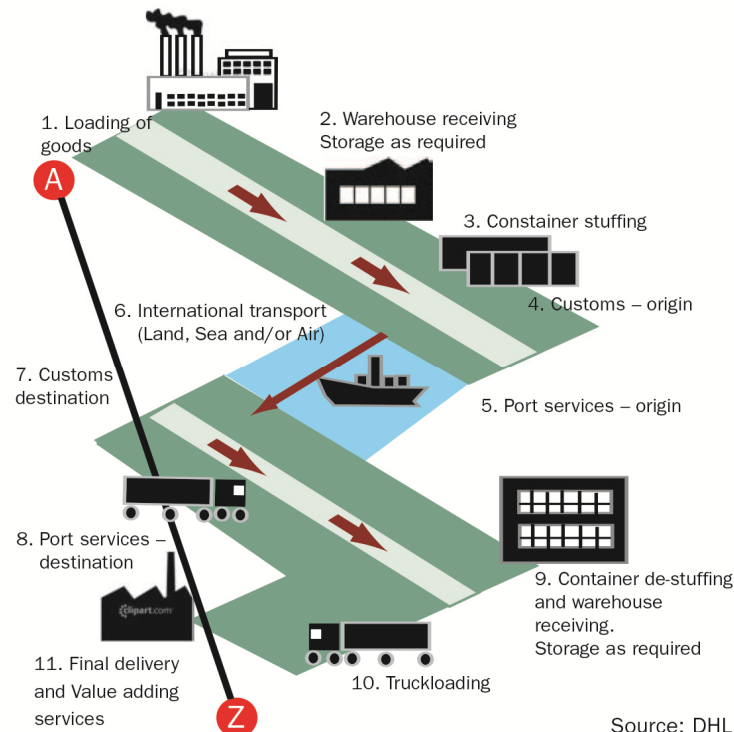 1. Loading of
goods
A
2. Warehouse receiving
Storage as required
3. Constainer stuffing
4. Customs – origin
5. Port services – origin
6. International transport
(Land, Sea and/or Air)
7. Customs
destination
8. Port services –
destination
clipart.com
9. Container de-stuffing
and warehouse
receiving.
Storage as required
10. Truckloading
11. Final delivery
and Value adding
services
Z
Source: DHL